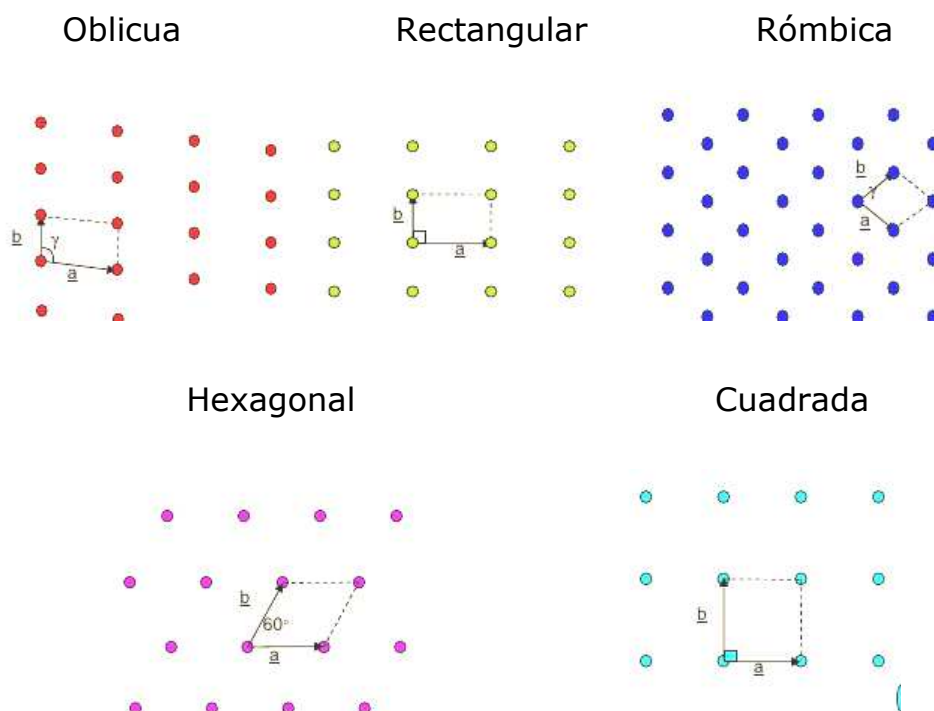 Oblicua
Rectangular
Rómbica
b
γ
a
b
a
b
γ
a
Hexagonal
Cuadrada
b
60°
a
b
a